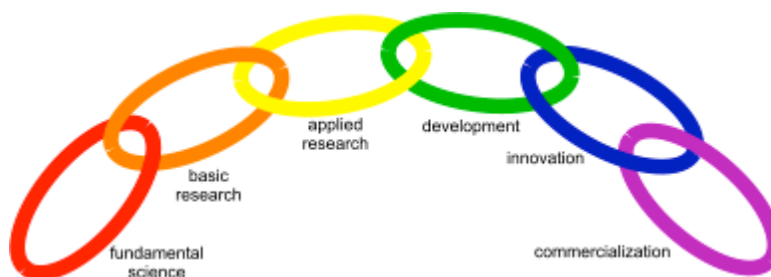 fundamental
science
basic
research
applied
research
development
innovation
commercialization